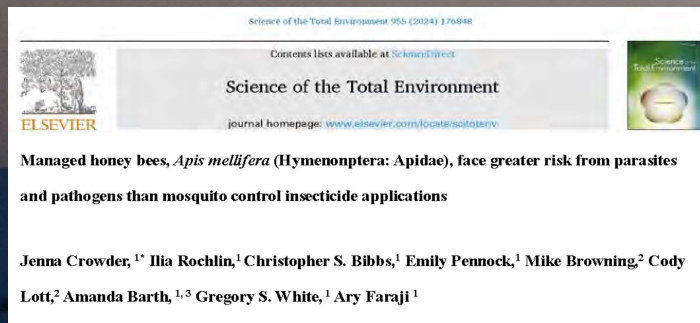 Science of the Total Environment 955 (2024) 176848
Contents lists available at ScienceDirect
Science of the Total Environment
journal homepage: www.elsevier.com/locate/scitotenv
ELSEVIER
Science of the
Total Environment
Managed honey bees, Apis mellifera (Hymenonptera: Apidae), face greater risk from parasites
and pathogens than mosquito control insecticide applications
Jenna Crowder, 1* Ilia Rochlin,1 Christopher S. Bibbs,1 Emily Pennock,1 Mike Browning,2 Cody
Lott,2 Amanda Barth, 1,3 Gregory S. White, 1 Ary Faraji 1